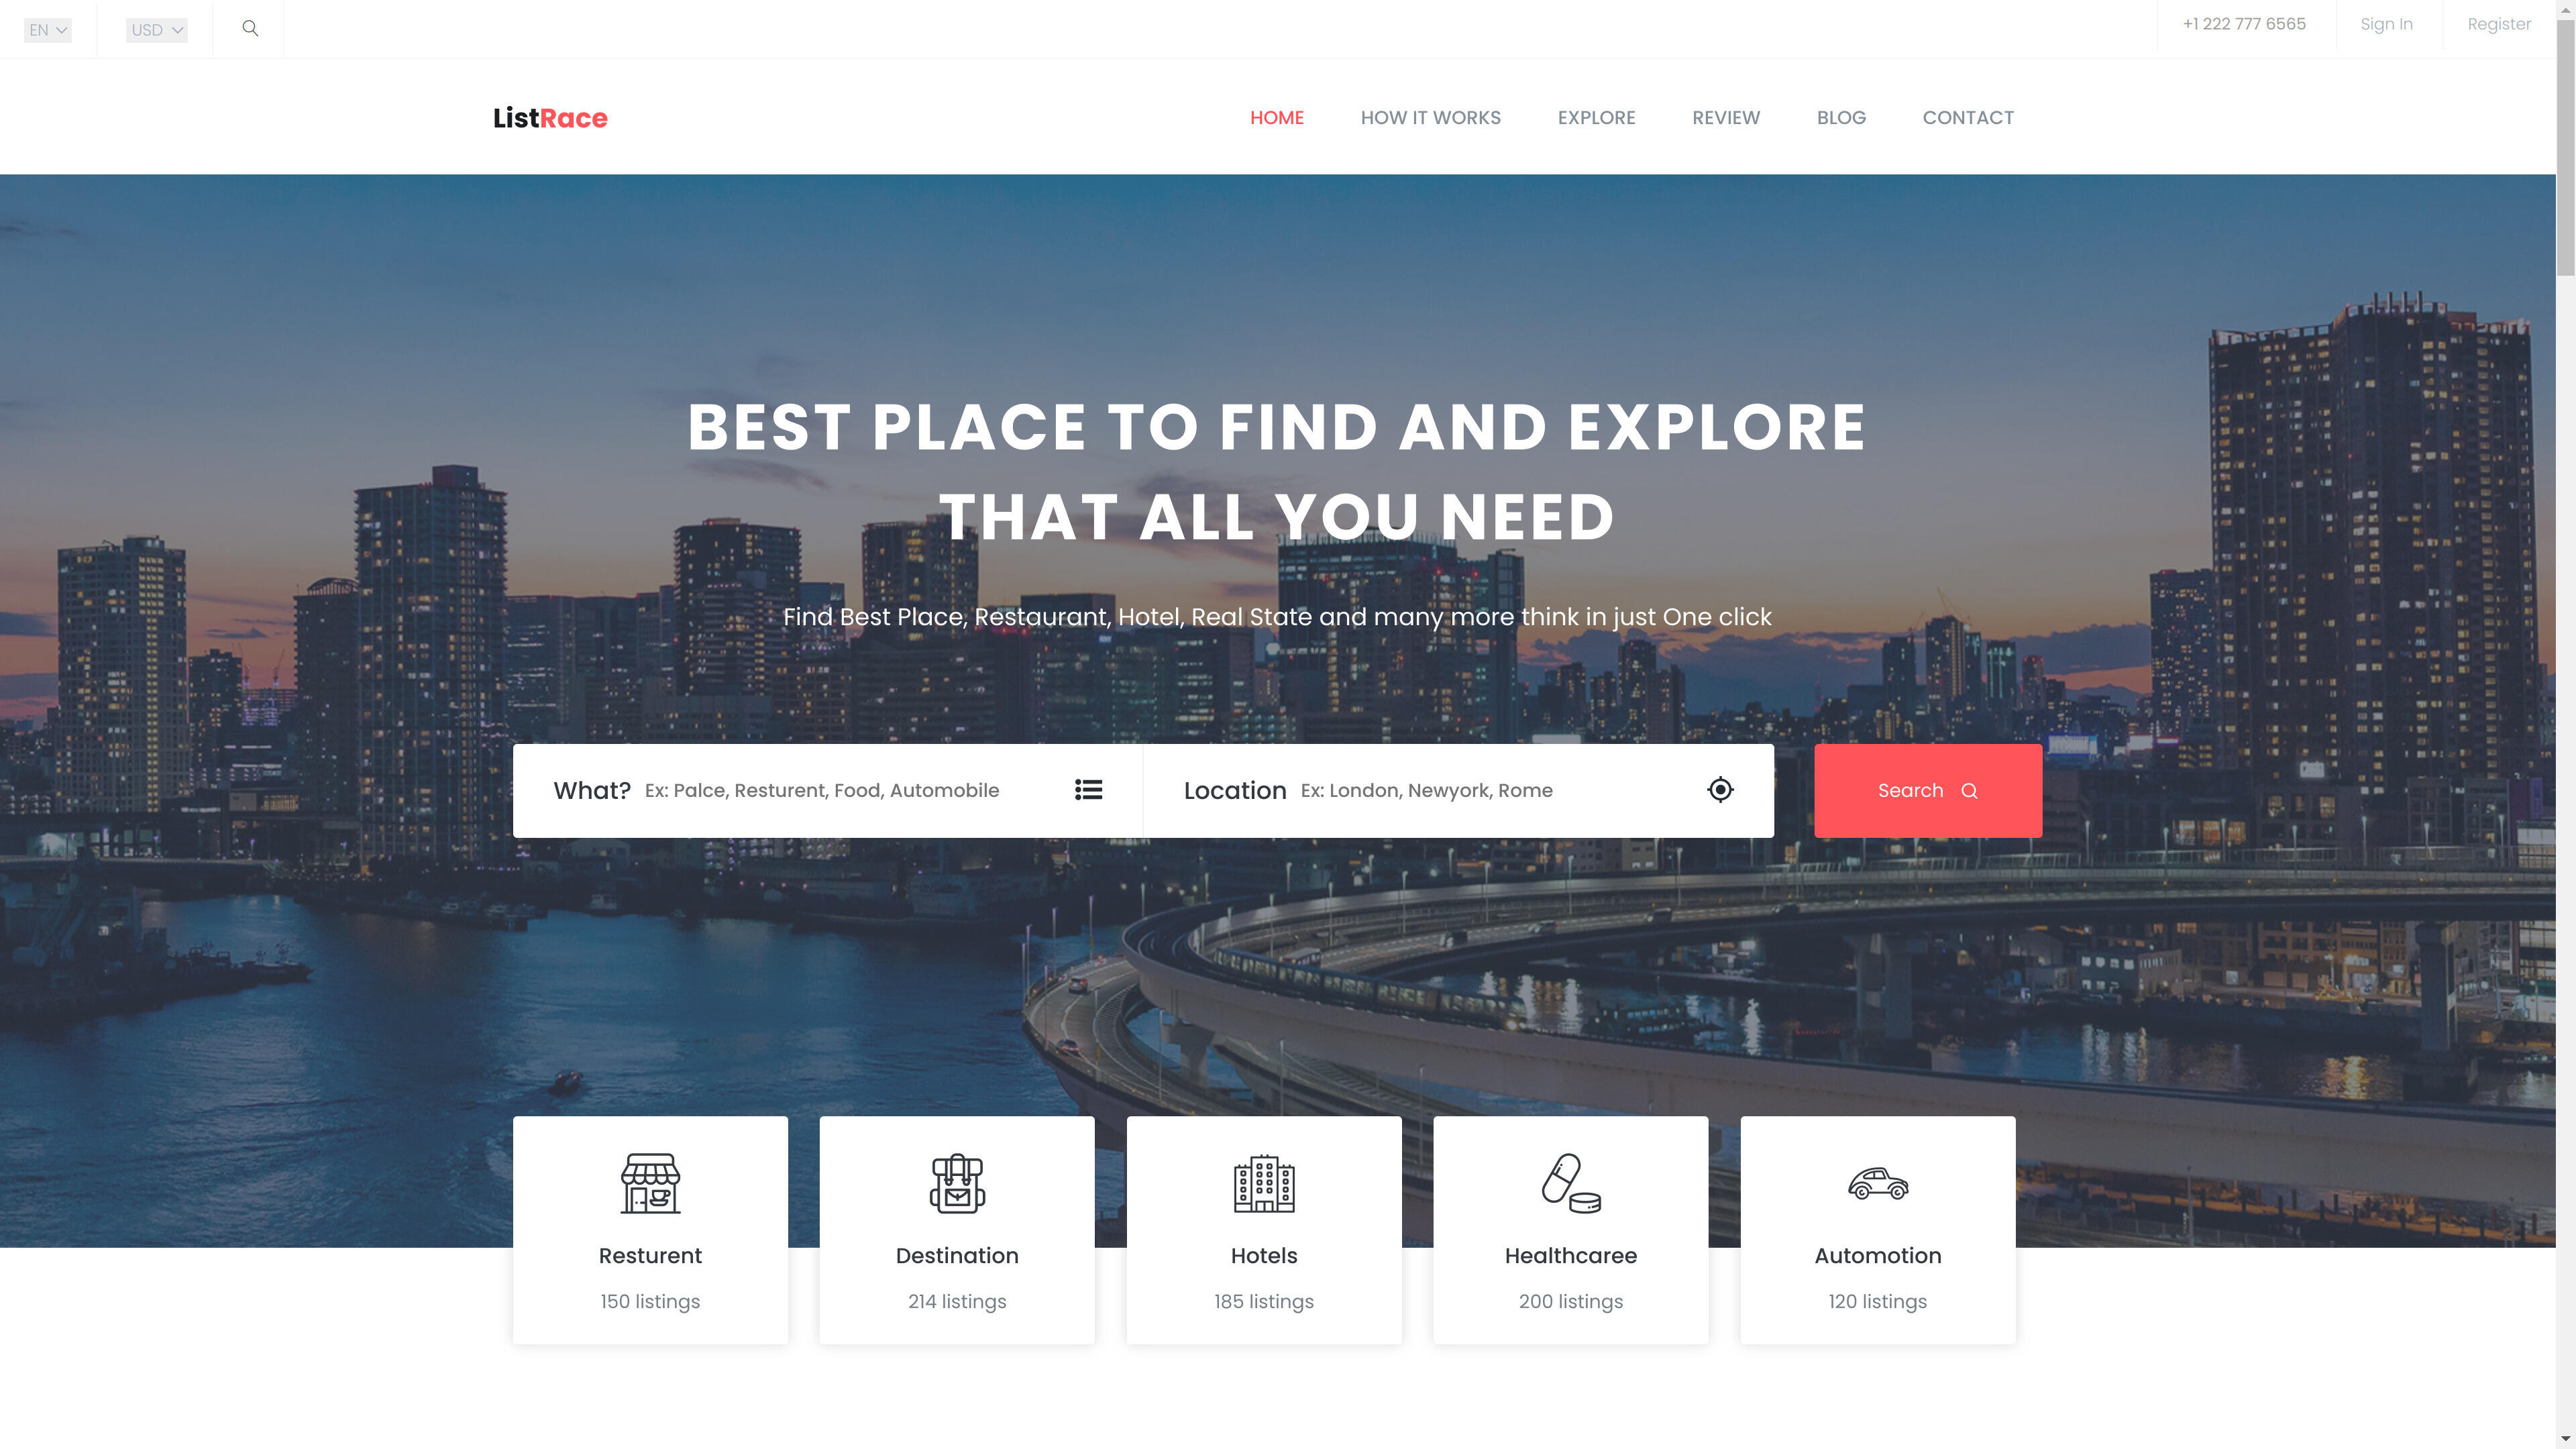 EN USD +1 222 777 6565 Sign In Register
ListRace HOME HOW IT WORKS EXPLORE REVIEW BLOG CONTACT
BEST PLACE TO FIND AND EXPLORE
THAT ALL YOU NEED
Find Best Place, Restaurant, Hotel, Real State and many more think in just One click
What? Ex: Palce, Resturent, Food, Automobile Location Ex: London, Newyork, Rome Search
Resturent Destination Hotels Healthcaree Automotion
150 listings 214 listings 185 listings 200 listings 120 listings